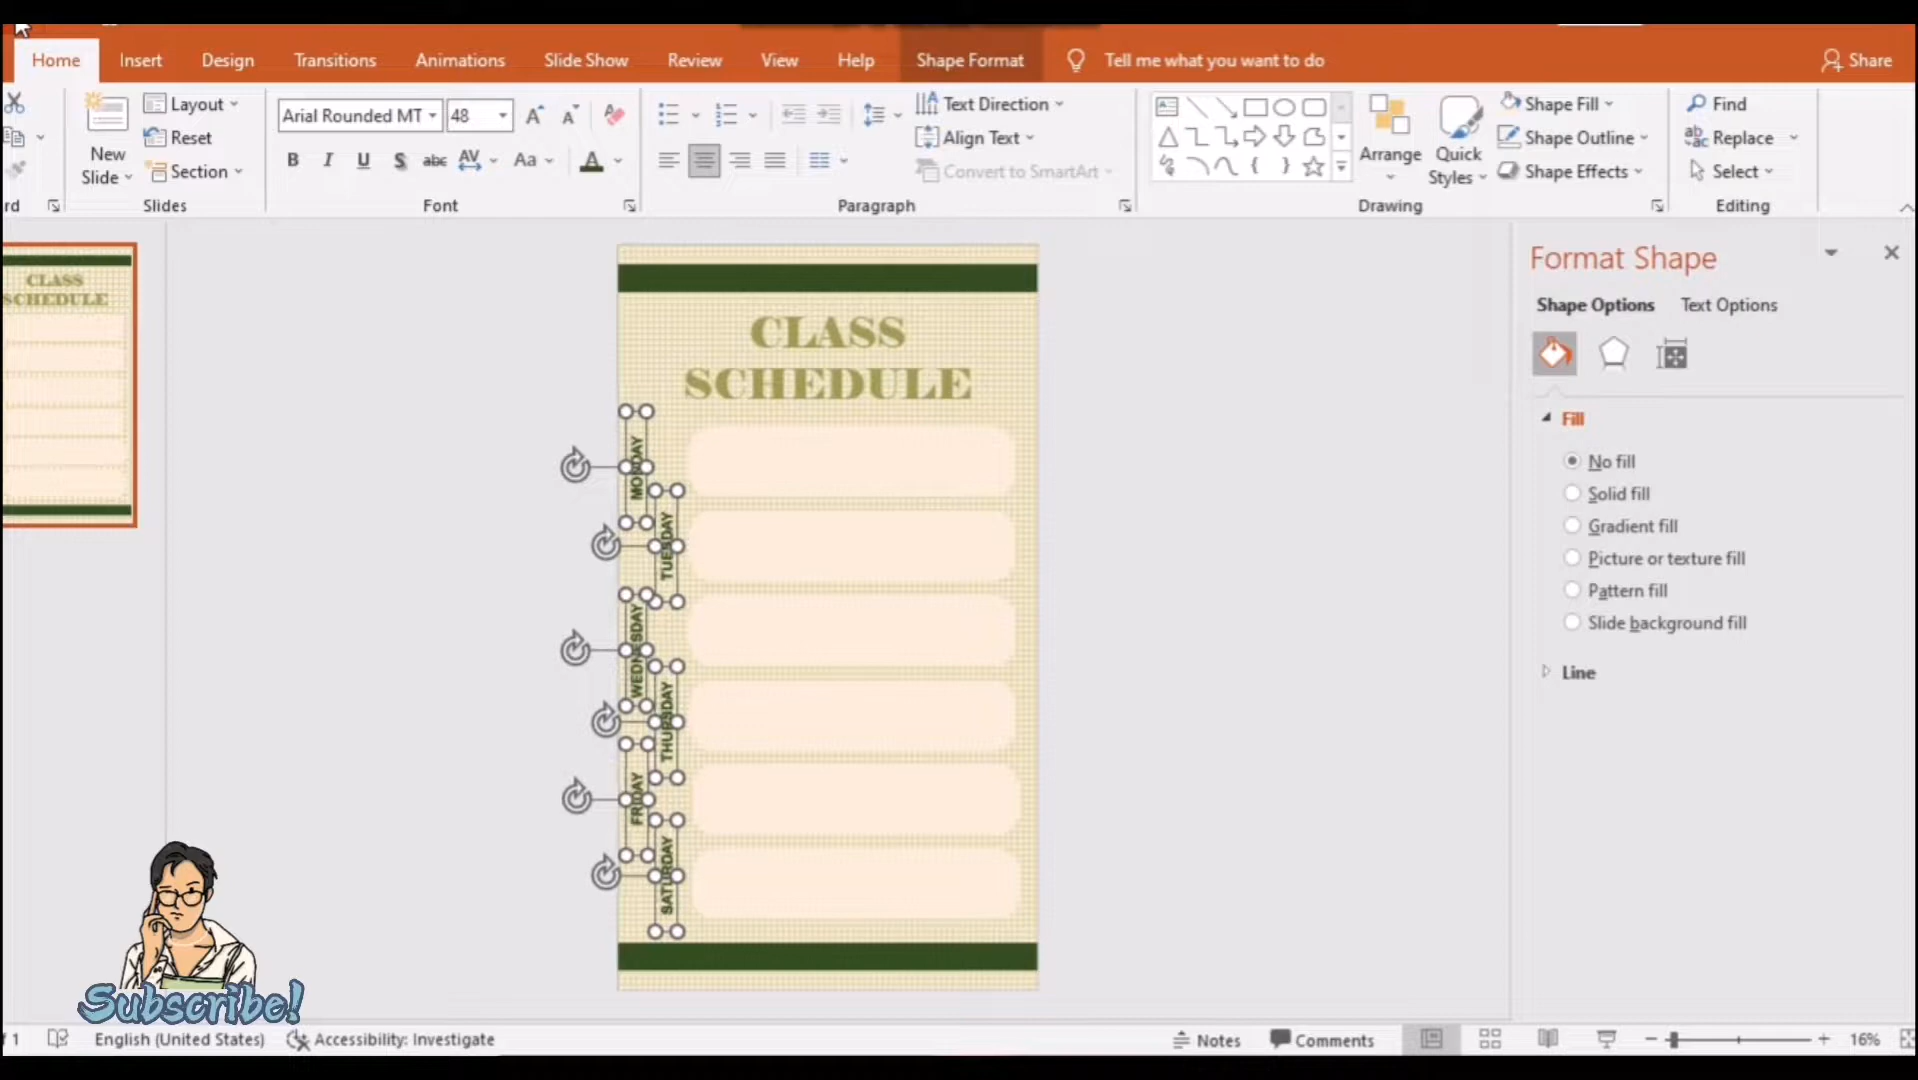 Home Insert Design Transitions Animations Slide Show Review View Help Shape Format Tell me what you want to do Share
Layout
Reset
Section
New
Slide
Slides
rd
Arial Rounded MT 48
B I U S abc AV Aa A
Font
Text Direction
Align Text
Convert to SmartArt
Paragraph
Arrange
Quick
Styles
Shape Fill
Shape Outline
Shape Effects
Drawing
Find
Replace
Select
Editing
CLASS
SCHEDULE
CLASS
SCHEDULE
MONDAY
TUESDAY
WEDNESDAY
THURSDAY
FRIDAY
SATURDAY
Format Shape
Shape Options Text Options
Fill
No fill
Solid fill
Gradient fill
Picture or texture fill
Pattern fill
Slide background fill
Line
Subscribe!
f 1 English (United States) Accessibility: Investigate Notes Comments 16%